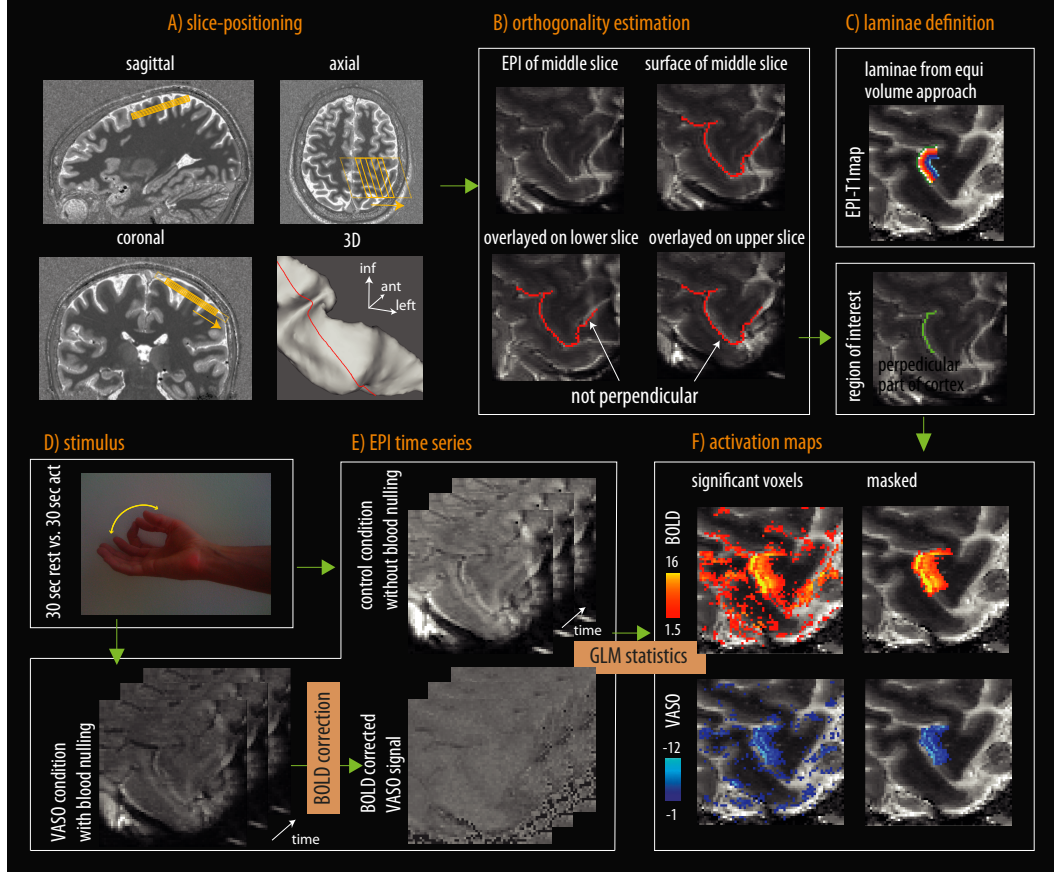 A) slice-positioning
sagittal
axial
coronal
3D
inf
ant
left
B) orthogonality estimation
EPI of middle slice
surface of middle slice
overlayed on lower slice
overlayed on upper slice
not perpendicular
C) laminae definition
laminae from equi
volume approach
EPI-T1map
region of interest
perpedicular
part of cortex
D) stimulus
30 sec rest vs. 30 sec act
E) EPI time series
control condition
without blood nulling
time
GLM statistics
VASO condition
with blood nulling
time
BOLD correction
BOLD corrected
VASO signal
F) activation maps
significant voxels
masked
BOLD
16
1.5
VASO
-12
-1